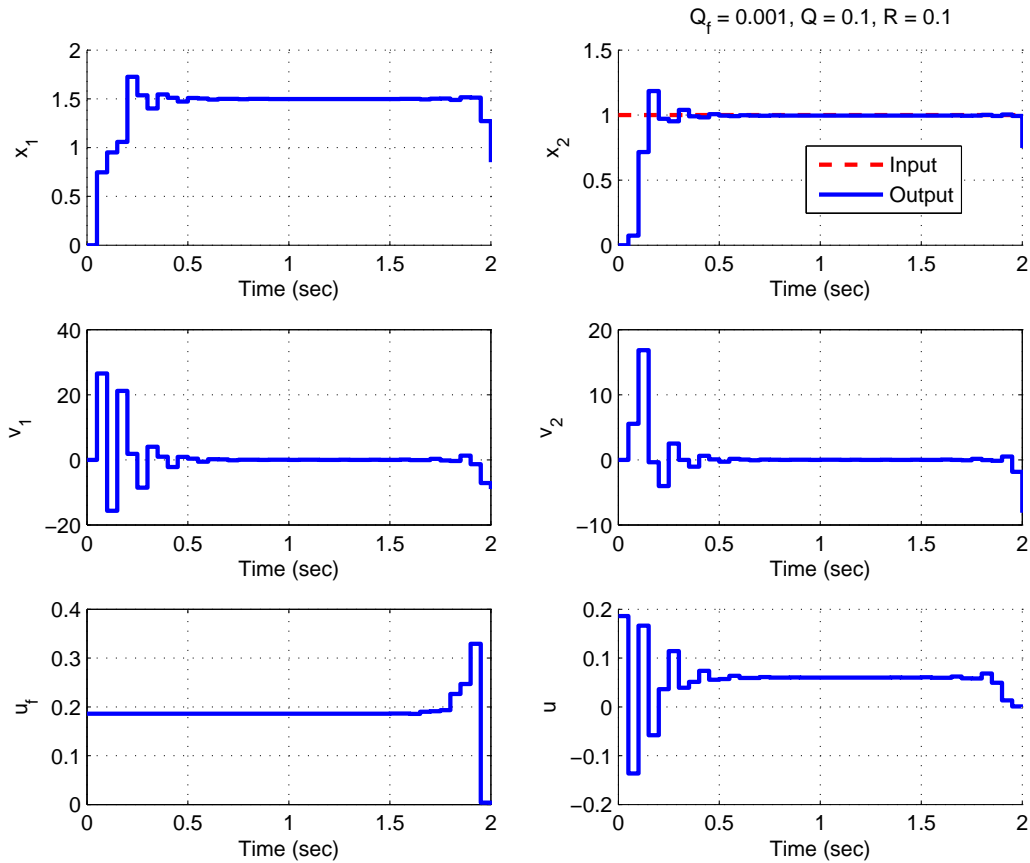 Q_f = 0.001, Q = 0.1, R = 0.1
2
1.5
1
0.5
0
x_1
0 0.5 1 1.5 2
Time (sec)
1.5
1
0.5
0
x_2
Input
Output
0 0.5 1 1.5 2
Time (sec)
40
20
0
−20
v_1
0 0.5 1 1.5 2
Time (sec)
20
10
0
−10
v_2
0 0.5 1 1.5 2
Time (sec)
0.4
0.3
0.2
0.1
0
u_f
0 0.5 1 1.5 2
Time (sec)
0.2
0.1
0
−0.1
−0.2
u
0 0.5 1 1.5 2
Time (sec)